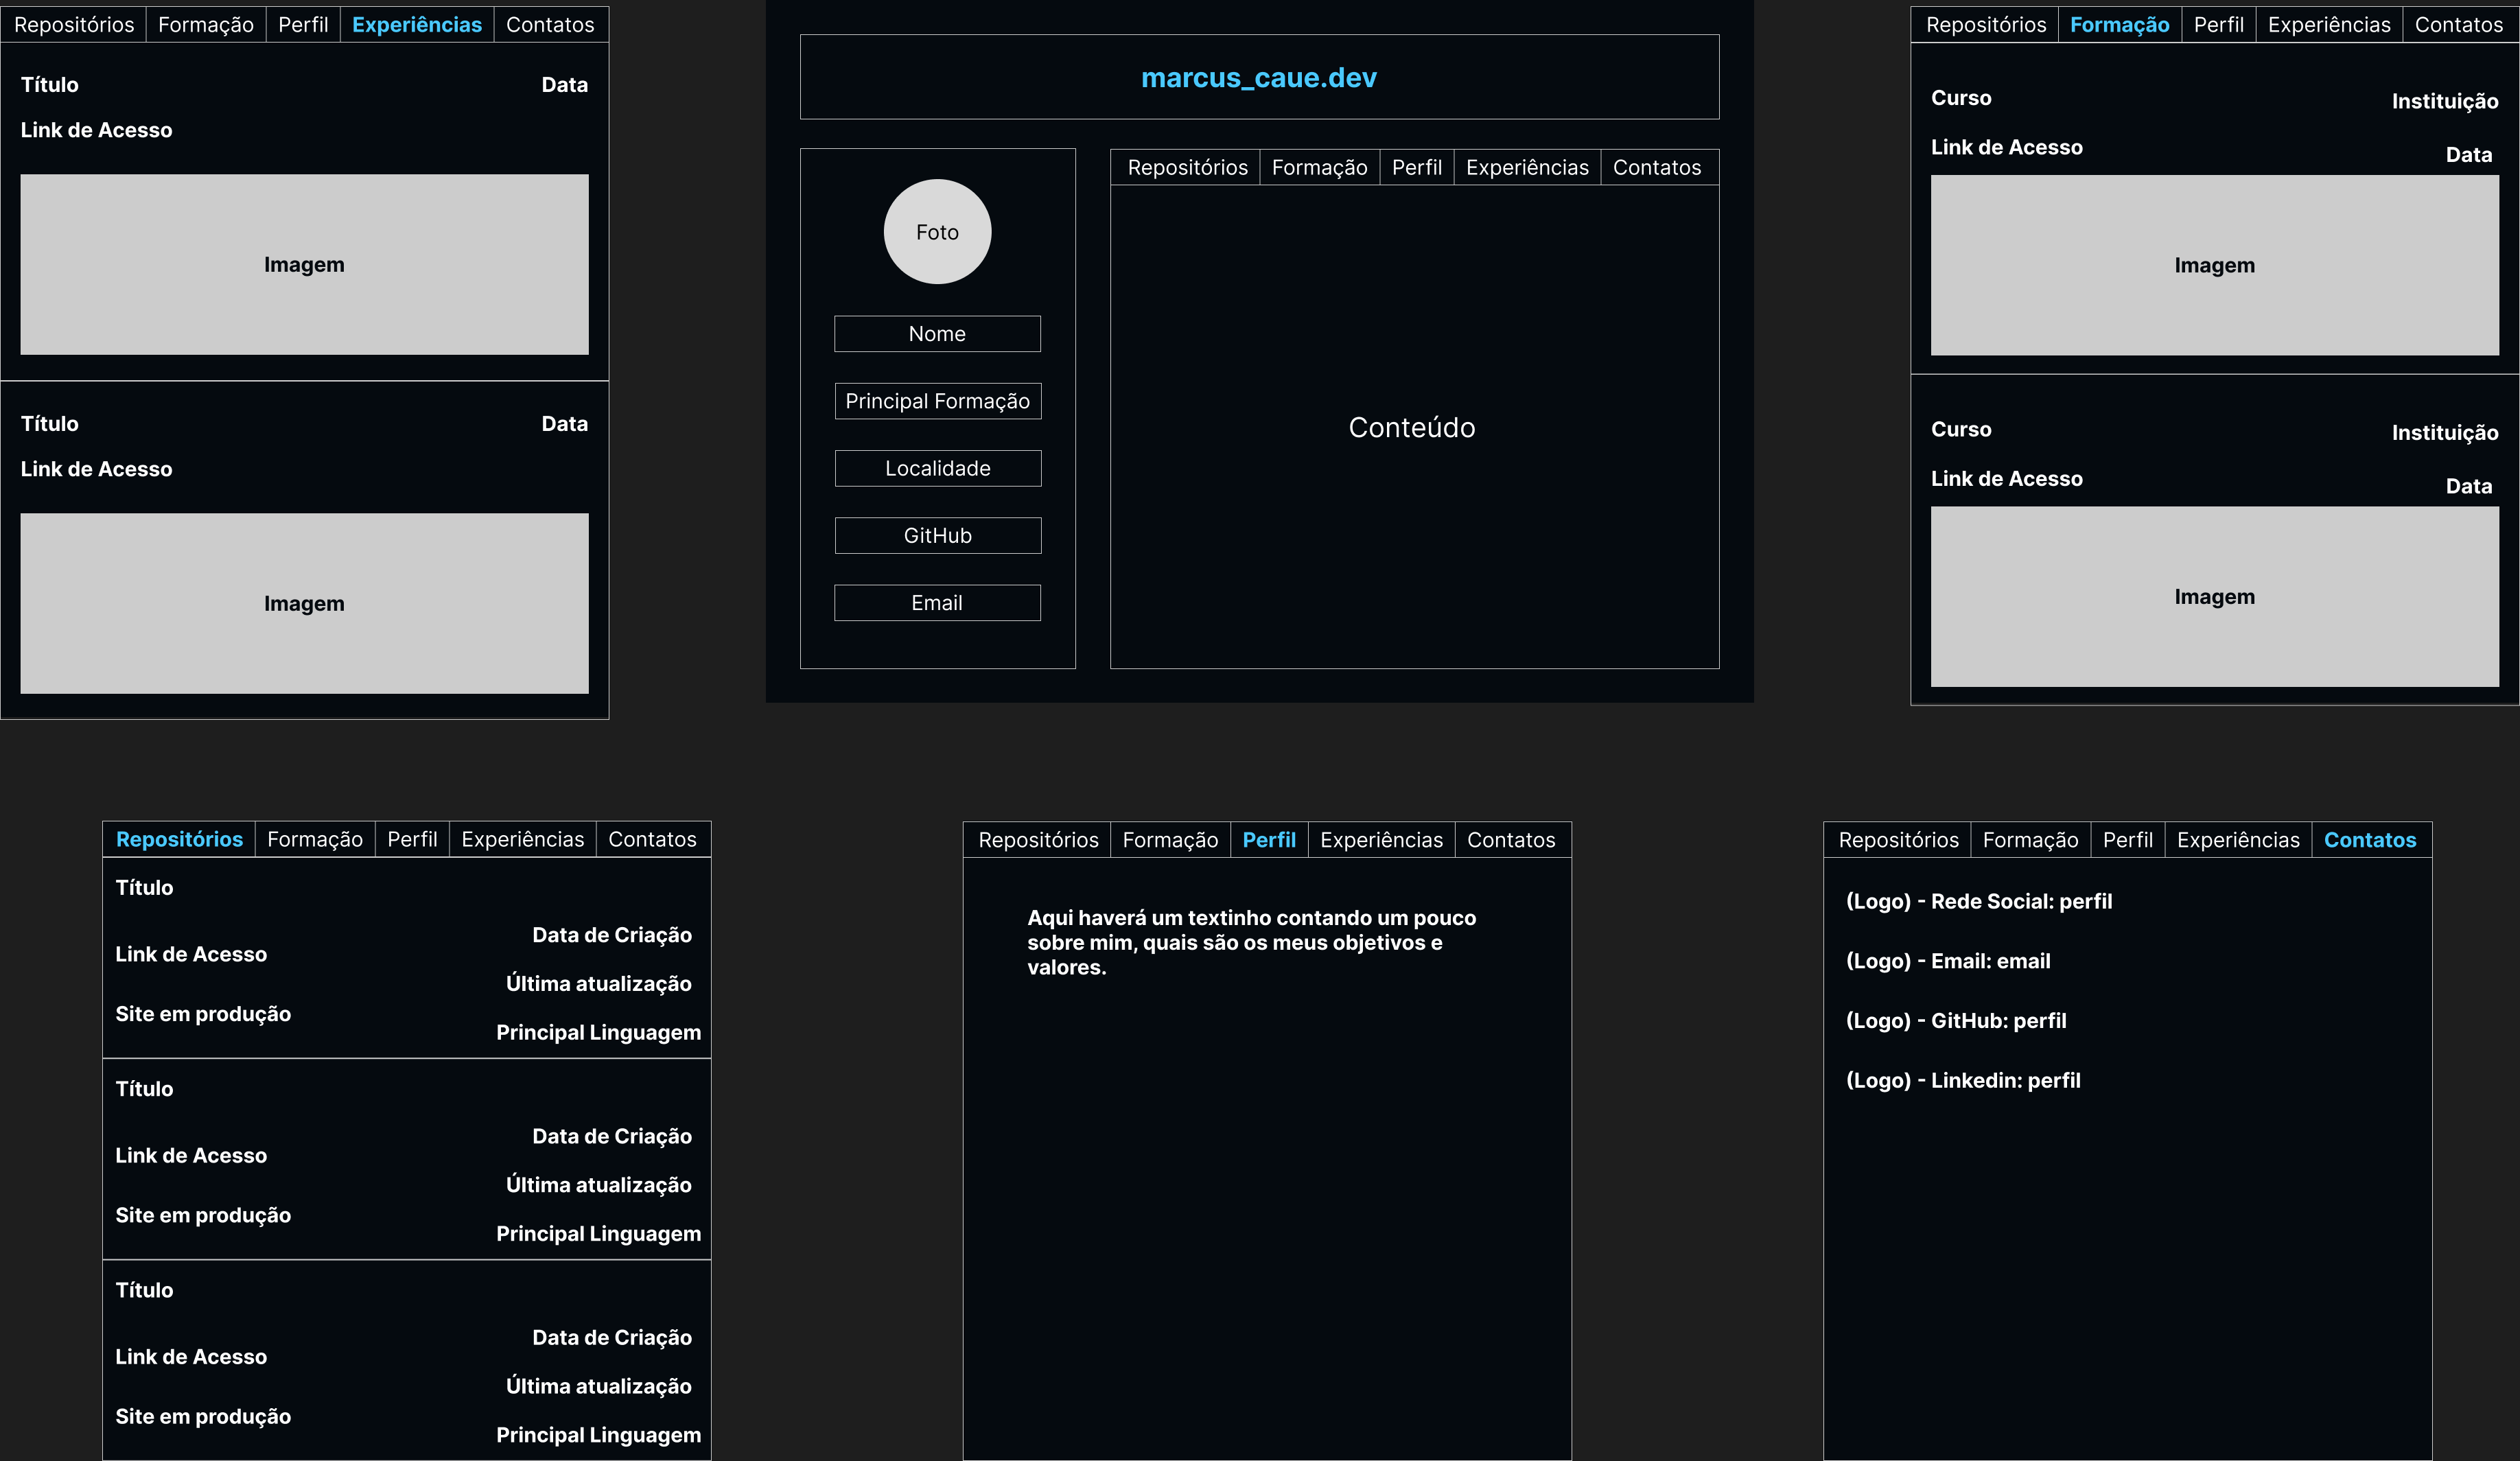 Repositórios Formação Perfil Experiências Contatos
Título Data
Link de Acesso
Imagem
Título Data
Link de Acesso
Imagem
marcus_caue.dev
Foto
Nome
Principal Formação
Localidade
GitHub
Email
Repositórios Formação Perfil Experiências Contatos
Conteúdo
Repositórios Formação Perfil Experiências Contatos
Curso Instituição
Link de Acesso Data
Imagem
Curso Instituição
Link de Acesso Data
Imagem
Repositórios Formação Perfil Experiências Contatos
Título
Data de Criação
Link de Acesso
Última atualização
Site em produção
Principal Linguagem
Título
Data de Criação
Link de Acesso
Última atualização
Site em produção
Principal Linguagem
Título
Data de Criação
Link de Acesso
Última atualização
Site em produção
Principal Linguagem
Repositórios Formação Perfil Experiências Contatos
Aqui haverá um textinho contando um pouco
sobre mim, quais são os meus objetivos e
valores.
Repositórios Formação Perfil Experiências Contatos
(Logo) - Rede Social: perfil
(Logo) - Email: email
(Logo) - GitHub: perfil
(Logo) - Linkedin: perfil